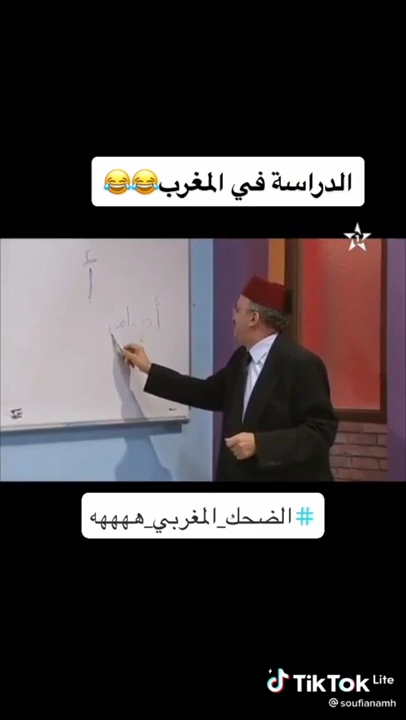 الدراسة في المغرب😂😂
أ
#الضحك_المغربي_هههه
TikTok Lite
@soufianamh